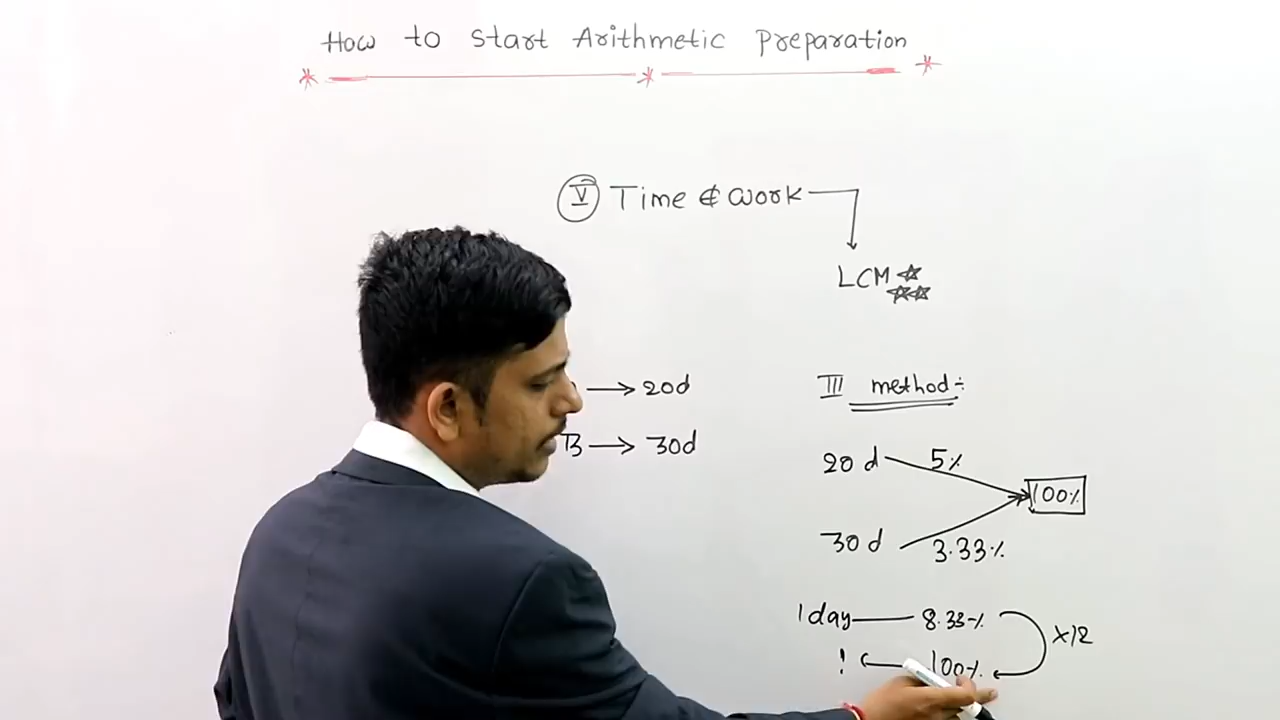 How to Start Arithmetic Preparation
V Time & Work
LCM
→ 20d
B → 30d
III method:-
20 d 5%
100%
30 d 3.33%
1 day — 8.33%
×12
! ← 100%